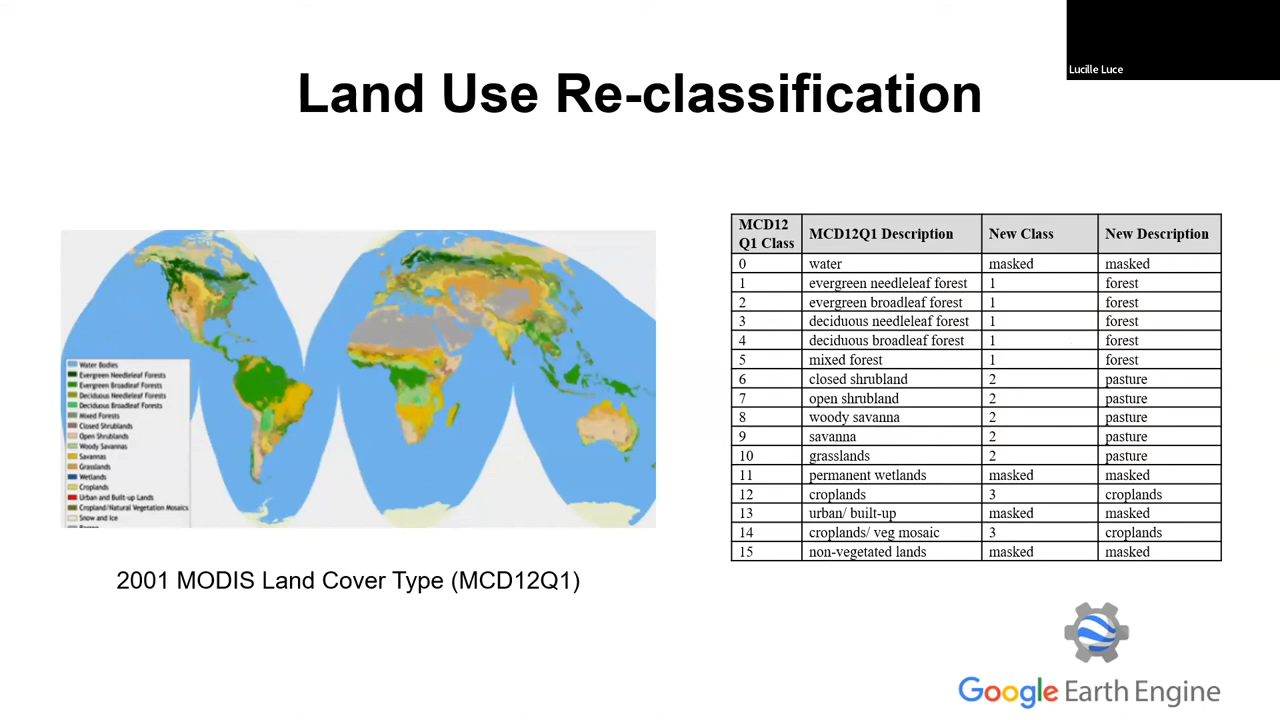 Lucille Luce
Land Use Re-classification
Water Bodies
Evergreen Needleleaf Forests
Evergreen Broadleaf Forests
Deciduous Needleleaf Forests
Deciduous Broadleaf Forests
Mixed Forests
Closed Shrublands
Open Shrublands
Woody Savannas
Savannas
Grasslands
Wetlands
Croplands
Urban and Built-up Lands
Cropland/Natural Vegetation Mosaics
Snow and Ice
2001 MODIS Land Cover Type (MCD12Q1)
MCD12 Q1 Class MCD12Q1 Description New Class New Description
0 water masked masked
1 evergreen needleleaf forest 1 forest
2 evergreen broadleaf forest 1 forest
3 deciduous needleleaf forest 1 forest
4 deciduous broadleaf forest 1 forest
5 mixed forest 1 forest
6 closed shrubland 2 pasture
7 open shrubland 2 pasture
8 woody savanna 2 pasture
9 savanna 2 pasture
10 grasslands 2 pasture
11 permanent wetlands masked masked
12 croplands 3 croplands
13 urban/ built-up masked masked
14 croplands/ veg mosaic 3 croplands
15 non-vegetated lands masked masked
Google Earth Engine